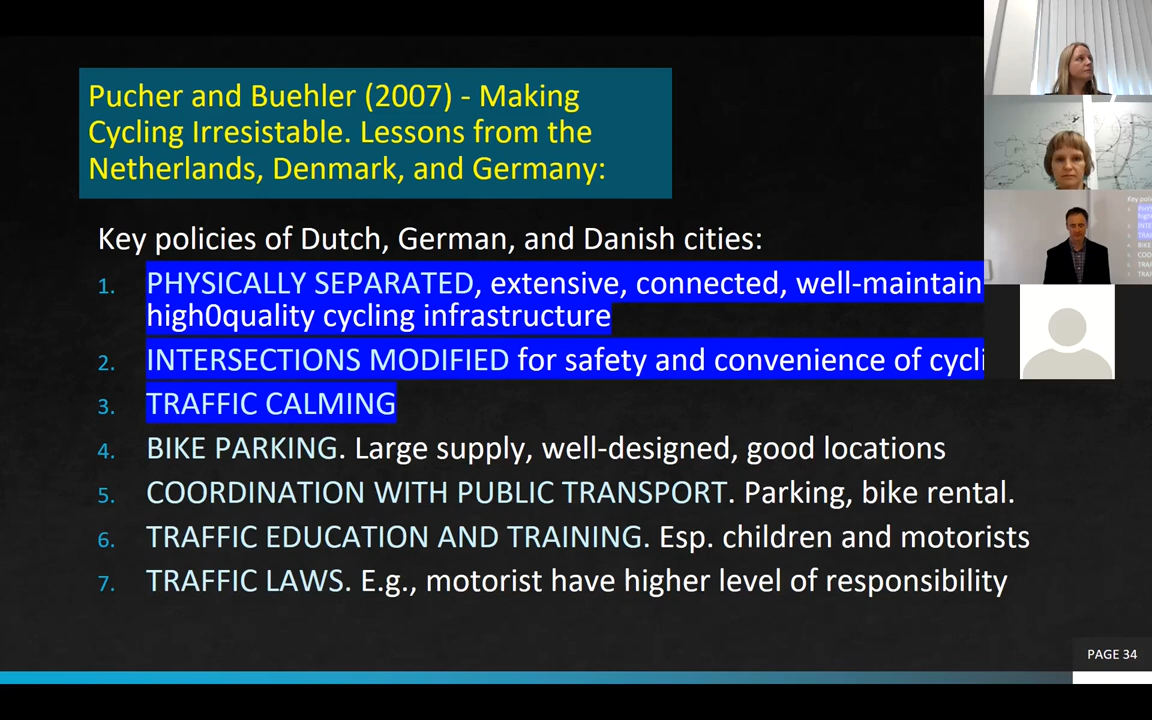 Pucher and Buehler (2007) - Making
Cycling Irresistable. Lessons from the
Netherlands, Denmark, and Germany:
Key policies of Dutch, German, and Danish cities:
1. PHYSICALLY SEPARATED, extensive, connected, well-maintain
high0quality cycling infrastructure
2. INTERSECTIONS MODIFIED for safety and convenience of cycli
3. TRAFFIC CALMING
4. BIKE PARKING. Large supply, well-designed, good locations
5. COORDINATION WITH PUBLIC TRANSPORT. Parking, bike rental.
6. TRAFFIC EDUCATION AND TRAINING. Esp. children and motorists
7. TRAFFIC LAWS. E.g., motorist have higher level of responsibility
PAGE 34